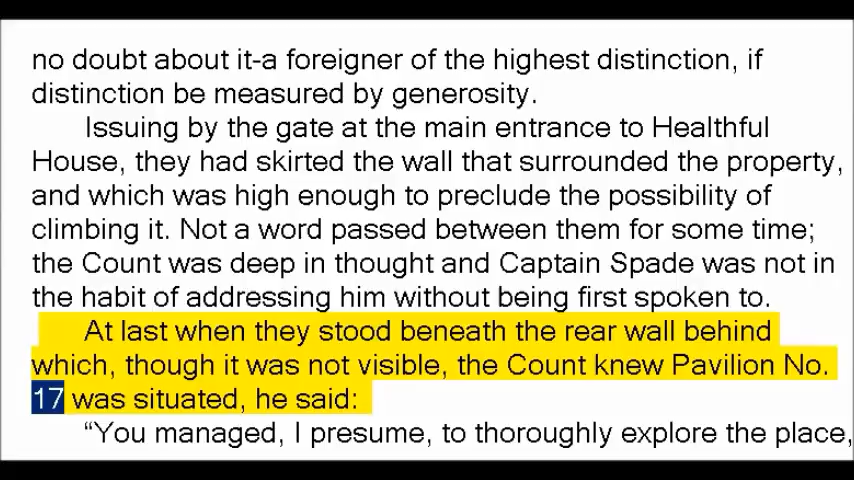 no doubt about it-a foreigner of the highest distinction, if
distinction be measured by generosity.
Issuing by the gate at the main entrance to Healthful
House, they had skirted the wall that surrounded the property,
and which was high enough to preclude the possibility of
climbing it. Not a word passed between them for some time;
the Count was deep in thought and Captain Spade was not in
the habit of addressing him without being first spoken to.
At last when they stood beneath the rear wall behind
which, though it was not visible, the Count knew Pavilion No.
17 was situated, he said:
“You managed, I presume, to thoroughly explore the place,